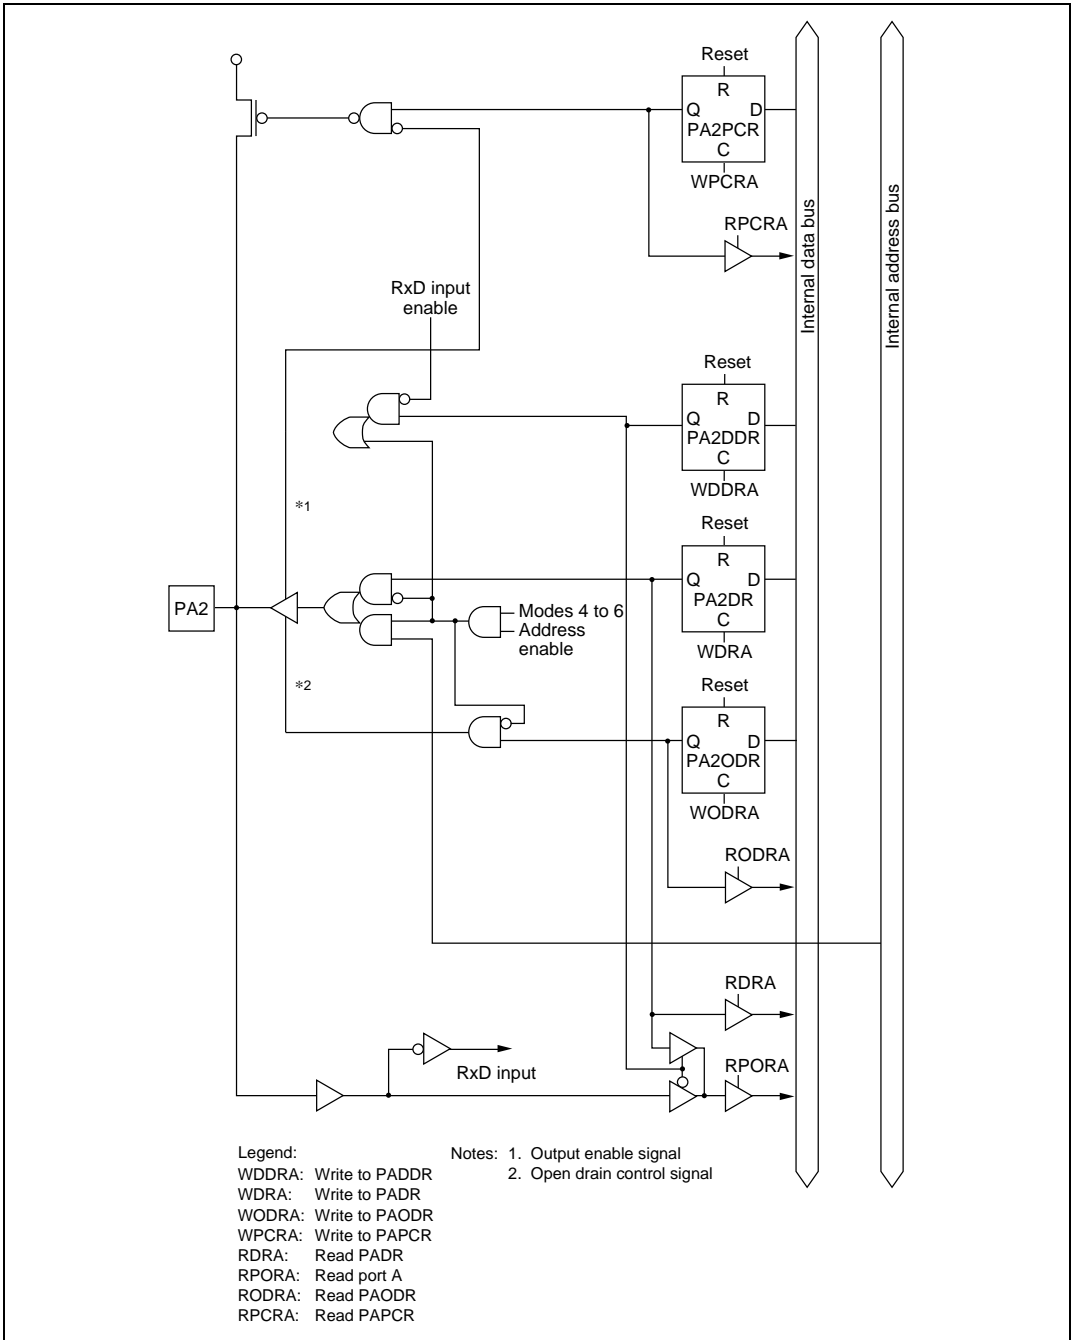 Reset
R
Q D
PA2PCR
C
WPCRA
RPCRA
Internal data bus
Internal address bus
RxD input
enable
Reset
R
Q D
PA2DDR
C
WDDRA
*1
Reset
R
Q D
PA2DR
C
WDRA
PA2
Modes 4 to 6
Address
enable
*2
Reset
R
Q D
PA2ODR
C
WODRA
RODRA
RDRA
RxD input
RPORA
Legend:
WDDRA: Write to PADDR
WDRA: Write to PADR
WODRA: Write to PAODR
WPCRA: Write to PAPCR
RDRA: Read PADR
RPORA: Read port A
RODRA: Read PAODR
RPCRA: Read PAPCR
Notes: 1. Output enable signal
2. Open drain control signal